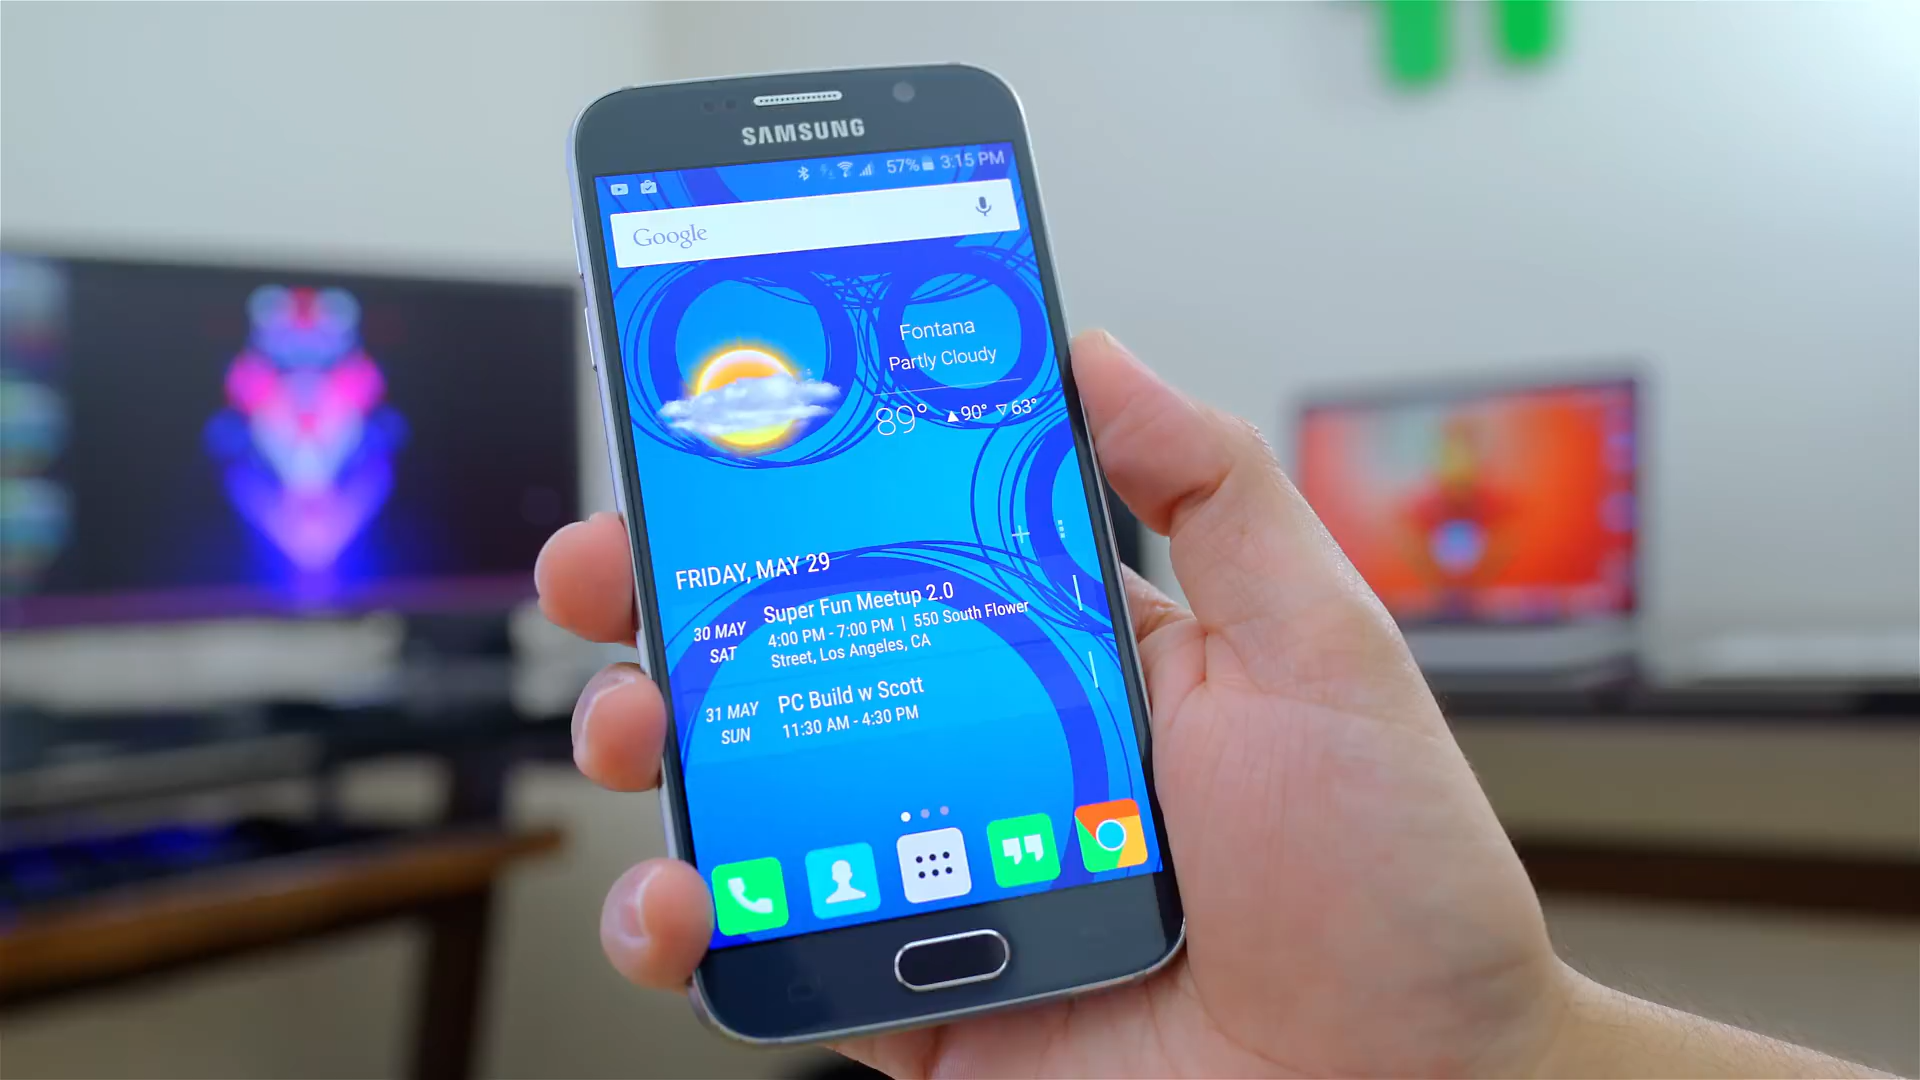 SAMSUNG
57% 3:15 PM
Google
Fontana
Partly Cloudy
89° ▲90° ▽63°
FRIDAY, MAY 29
30 MAY
SAT
Super Fun Meetup 2.0
4:00 PM - 7:00 PM | 550 South Flower
Street, Los Angeles, CA
31 MAY
SUN
PC Build w Scott
11:30 AM - 4:30 PM